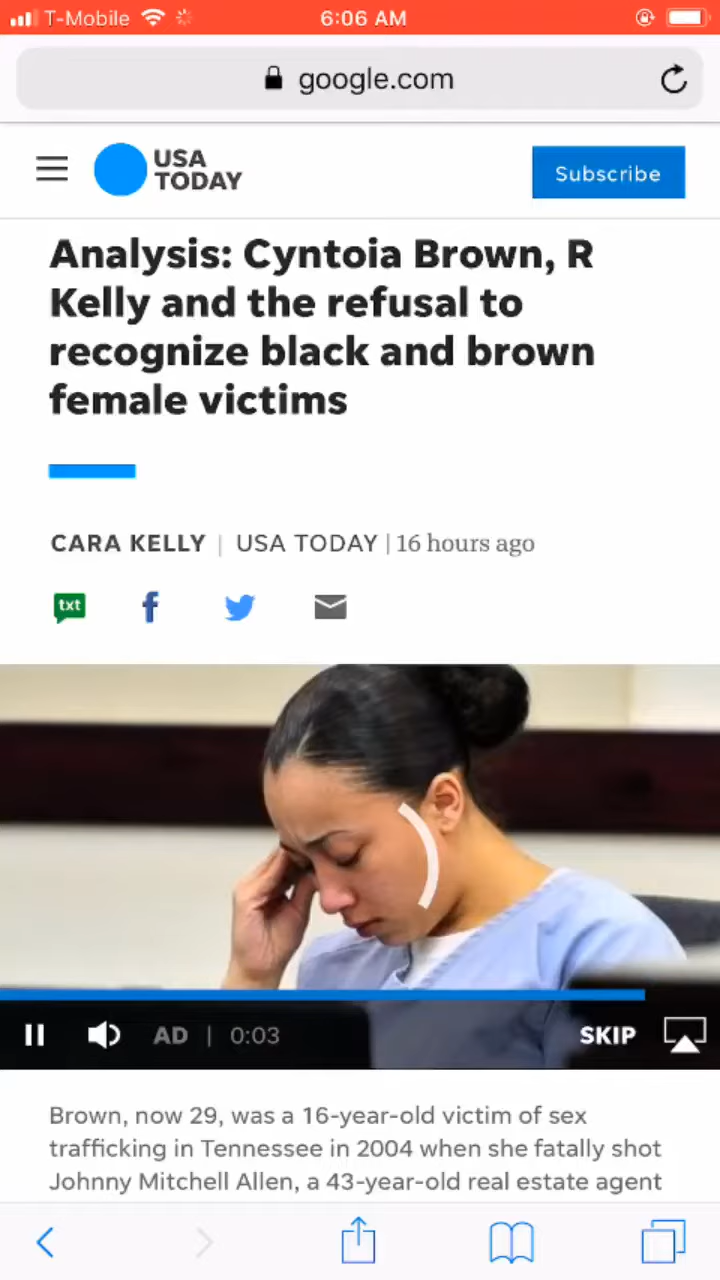 T-Mobile 6:06 AM
google.com
USA
TODAY
Subscribe
Analysis: Cyntoia Brown, R
Kelly and the refusal to
recognize black and brown
female victims
CARA KELLY | USA TODAY | 16 hours ago
txt
AD | 0:03 SKIP
Brown, now 29, was a 16-year-old victim of sex
trafficking in Tennessee in 2004 when she fatally shot
Johnny Mitchell Allen, a 43-year-old real estate agent